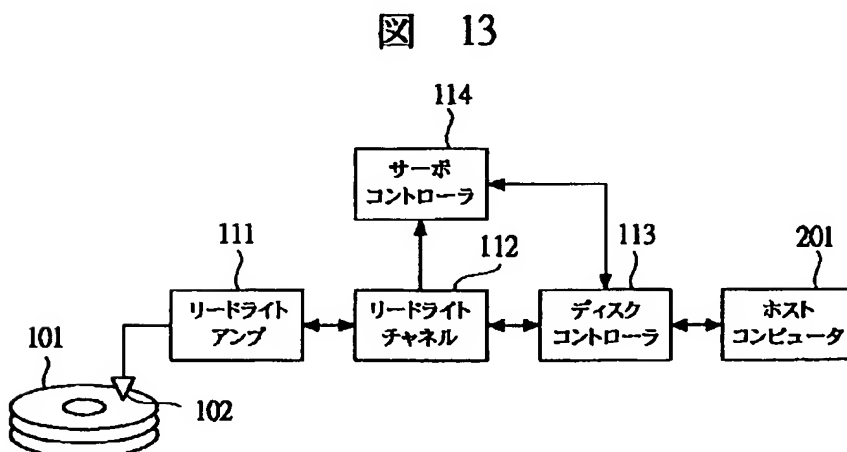 図 13
114
サーボ
コントローラ
111
112
113
201
リードライト
アンプ
リードライト
チャネル
ディスク
コントローラ
ホスト
コンピュータ
101
102